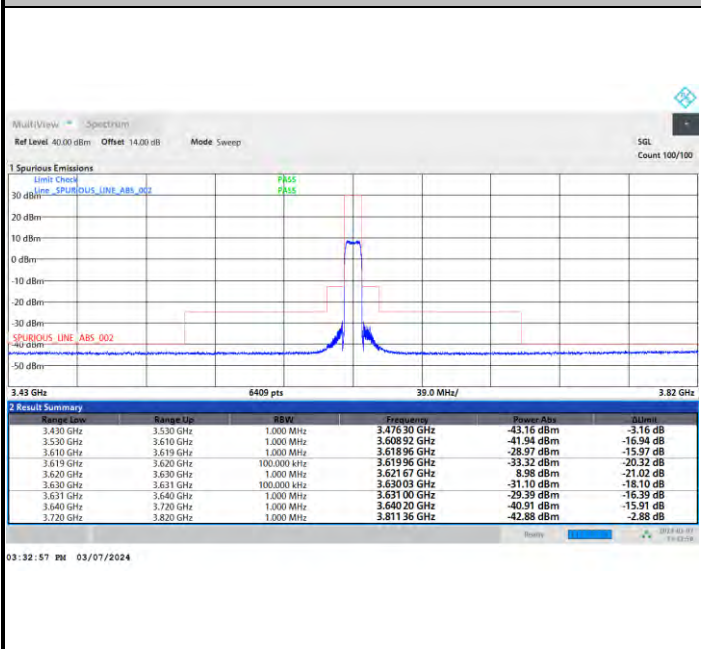 MultiView Spectrum
Ref Level 40.00 dBm Offset 14.00 dB Mode Sweep SGL
Count 100/100
1 Spurious Emissions
Limit Check PASS
Line _SPURIOUS_LINE_ABS_002 PASS
30 dBm
20 dBm
10 dBm
0 dBm
-10 dBm
-20 dBm
-30 dBm
SPURIOUS_LINE_ABS_002
-40 dBm
-50 dBm
3.43 GHz 6409 pts 39.0 MHz/ 3.82 GHz
2 Result Summary
Range Low Range Up RBW Frequency Power Abs ΔLimit
3.430 GHz 3.530 GHz 1.000 MHz 3.476 30 GHz -43.16 dBm -3.16 dB
3.530 GHz 3.610 GHz 1.000 MHz 3.608 92 GHz -41.94 dBm -16.94 dB
3.610 GHz 3.619 GHz 1.000 MHz 3.618 96 GHz -28.97 dBm -15.97 dB
3.619 GHz 3.620 GHz 100.000 kHz 3.619 96 GHz -33.32 dBm -20.32 dB
3.620 GHz 3.630 GHz 1.000 MHz 3.621 67 GHz 8.98 dBm -21.02 dB
3.630 GHz 3.631 GHz 100.000 kHz 3.630 03 GHz -31.10 dBm -18.10 dB
3.631 GHz 3.640 GHz 1.000 MHz 3.631 00 GHz -29.39 dBm -16.39 dB
3.640 GHz 3.720 GHz 1.000 MHz 3.640 20 GHz -40.91 dBm -15.91 dB
3.720 GHz 3.820 GHz 1.000 MHz 3.811 36 GHz -42.88 dBm -2.88 dB
Ready
03:32:57 PM 03/07/2024